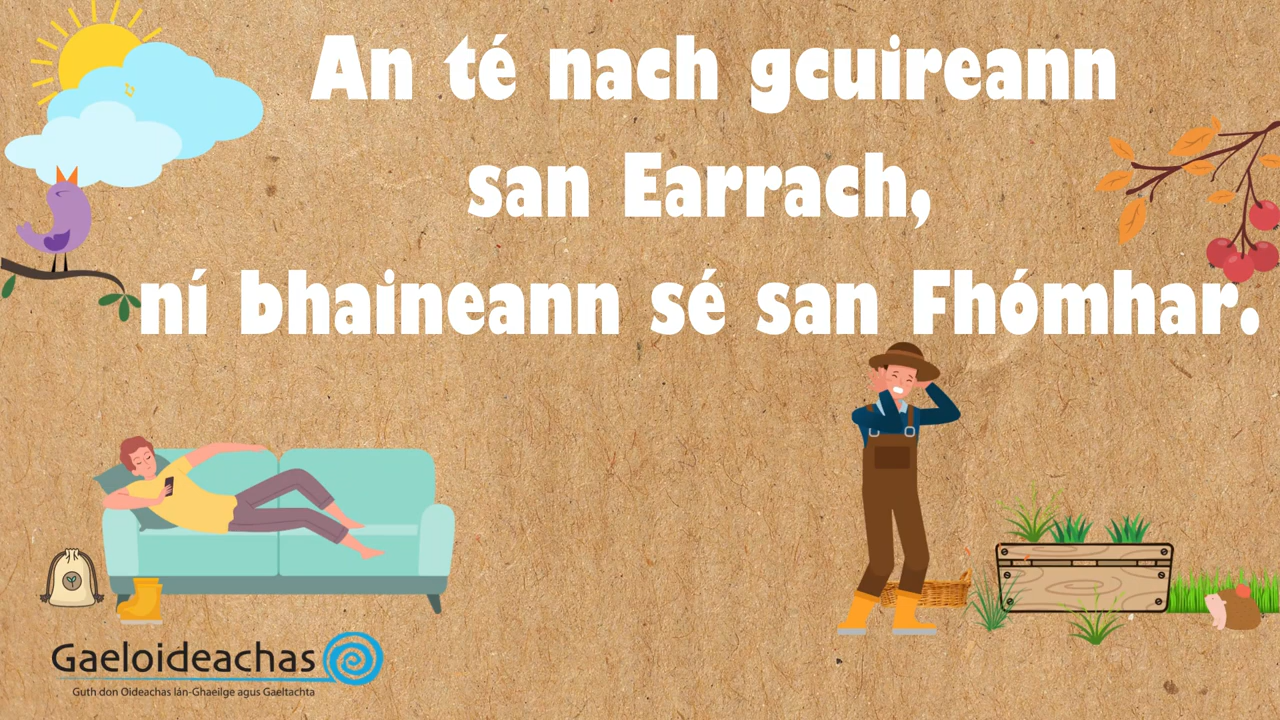 An té nach gcuireann
san Earrach,
ní bhaineann sé san Fhómhar.
Gaeloideachas
Guth don Oideachas lán-Ghaeilge agus Gaeltachta